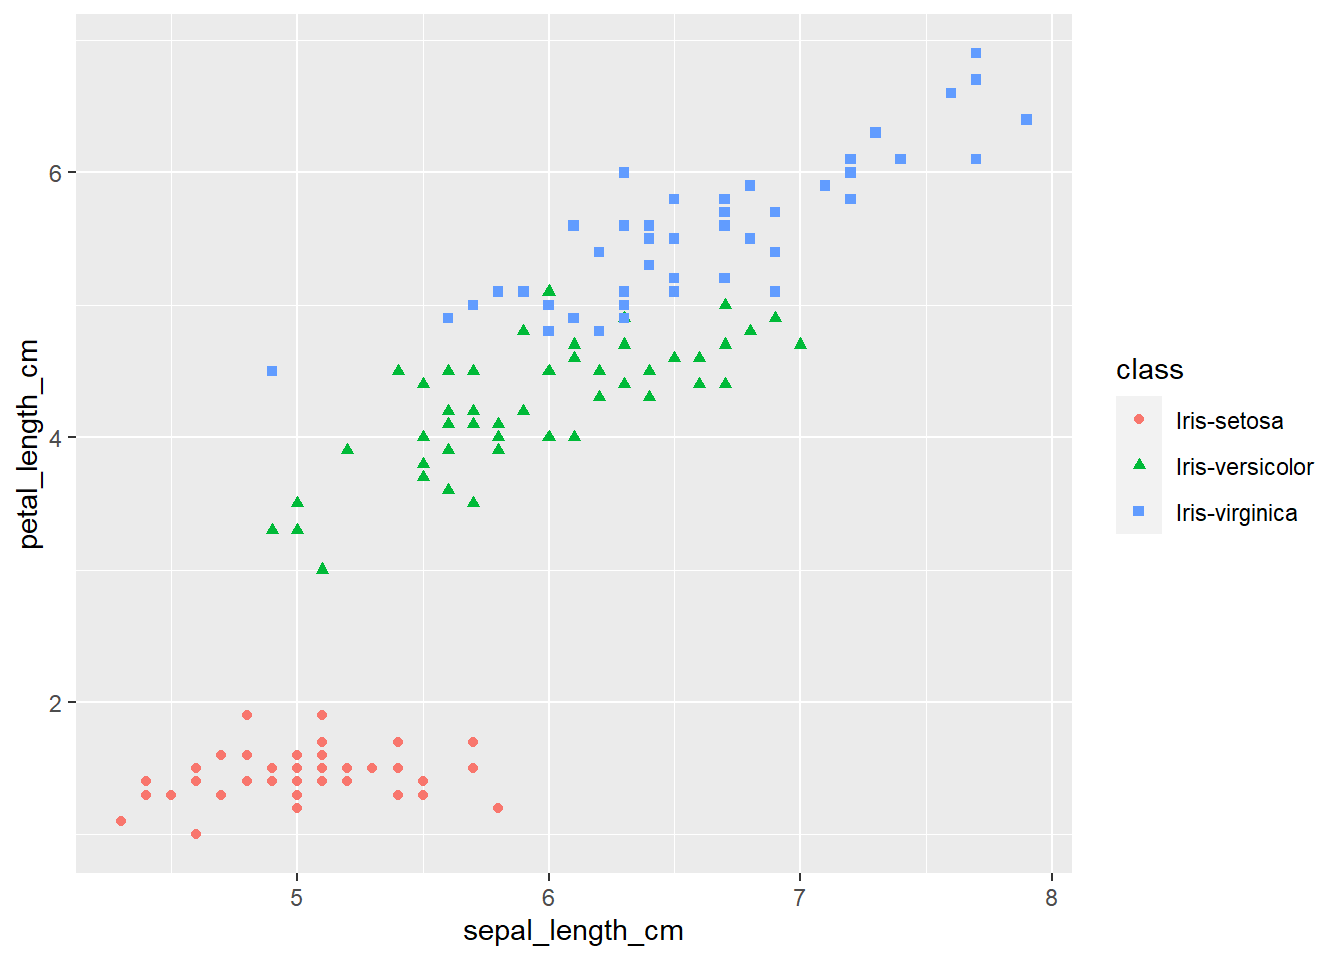 6
4
2
petal_length_cm
5
6
7
8
sepal_length_cm
class
Iris-setosa
Iris-versicolor
Iris-virginica